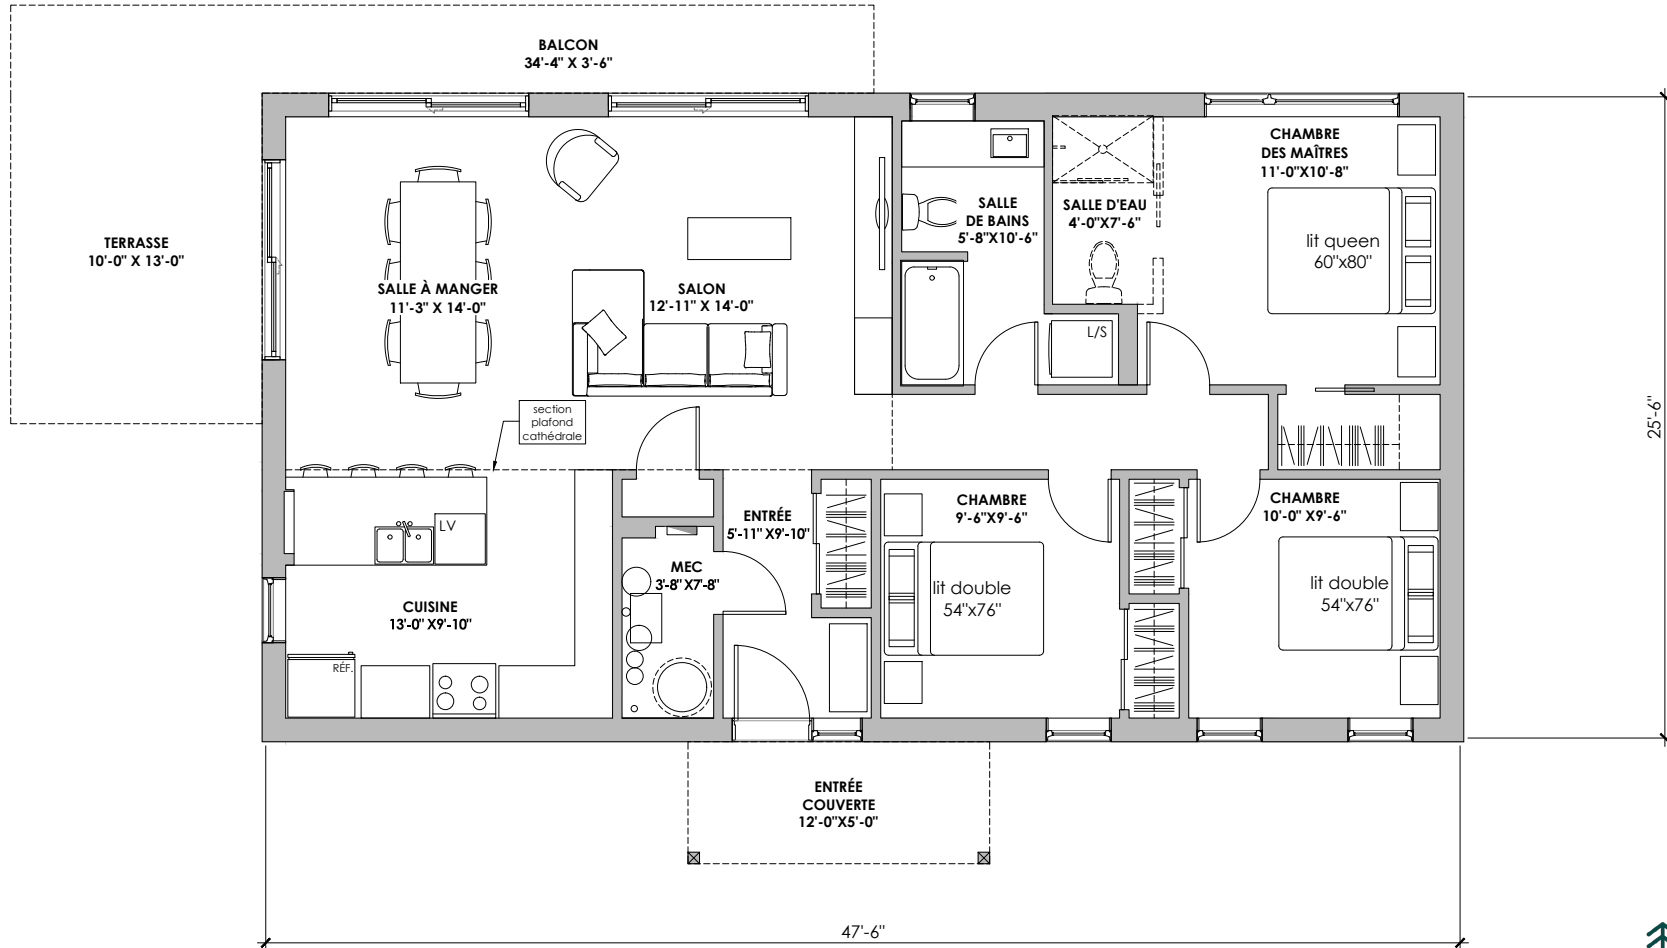 BALCON
34'-4" X 3'-6"
TERRASSE
10'-0" X 13'-0"
SALLE À MANGER
11'-3" X 14'-0"
SALON
12'-11" X 14'-0"
SALLE
DE BAINS
5'-8"X10'-6"
SALLE D'EAU
4'-0"X7'-6"
CHAMBRE
DES MAÎTRES
11'-0"X10'-8"
lit queen
60"x80"
L/S
25'-6"
section
plafond
cathédrale
LV
CUISINE
13'-0" X9'-10"
RÉF.
MEC
3'-8" X7'-8"
ENTRÉE
5'-11" X9'-10"
CHAMBRE
9'-6"X9'-6"
lit double
54"x76"
CHAMBRE
10'-0" X9'-6"
lit double
54"x76"
ENTRÉE
COUVERTE
12'-0"X5'-0"
47'-6"